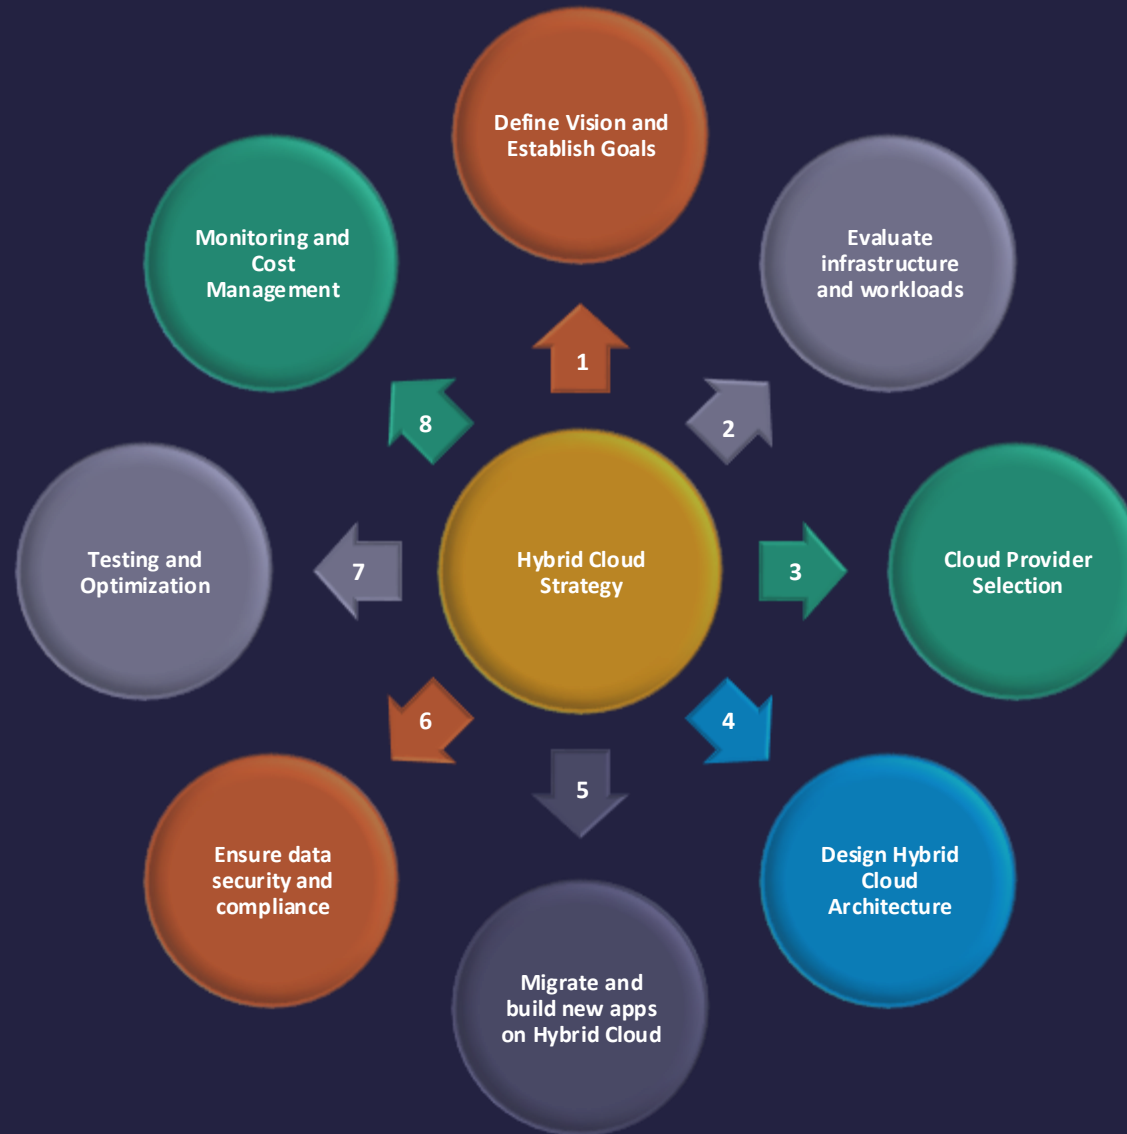 Define Vision and
Establish Goals
Monitoring and
Cost
Management
Evaluate
infrastructure
and workloads
1
8
2
Testing and
Optimization
7
Hybrid Cloud
Strategy
3
Cloud Provider
Selection
6
4
5
Ensure data
security and
compliance
Design Hybrid
Cloud
Architecture
Migrate and
build new apps
on Hybrid Cloud